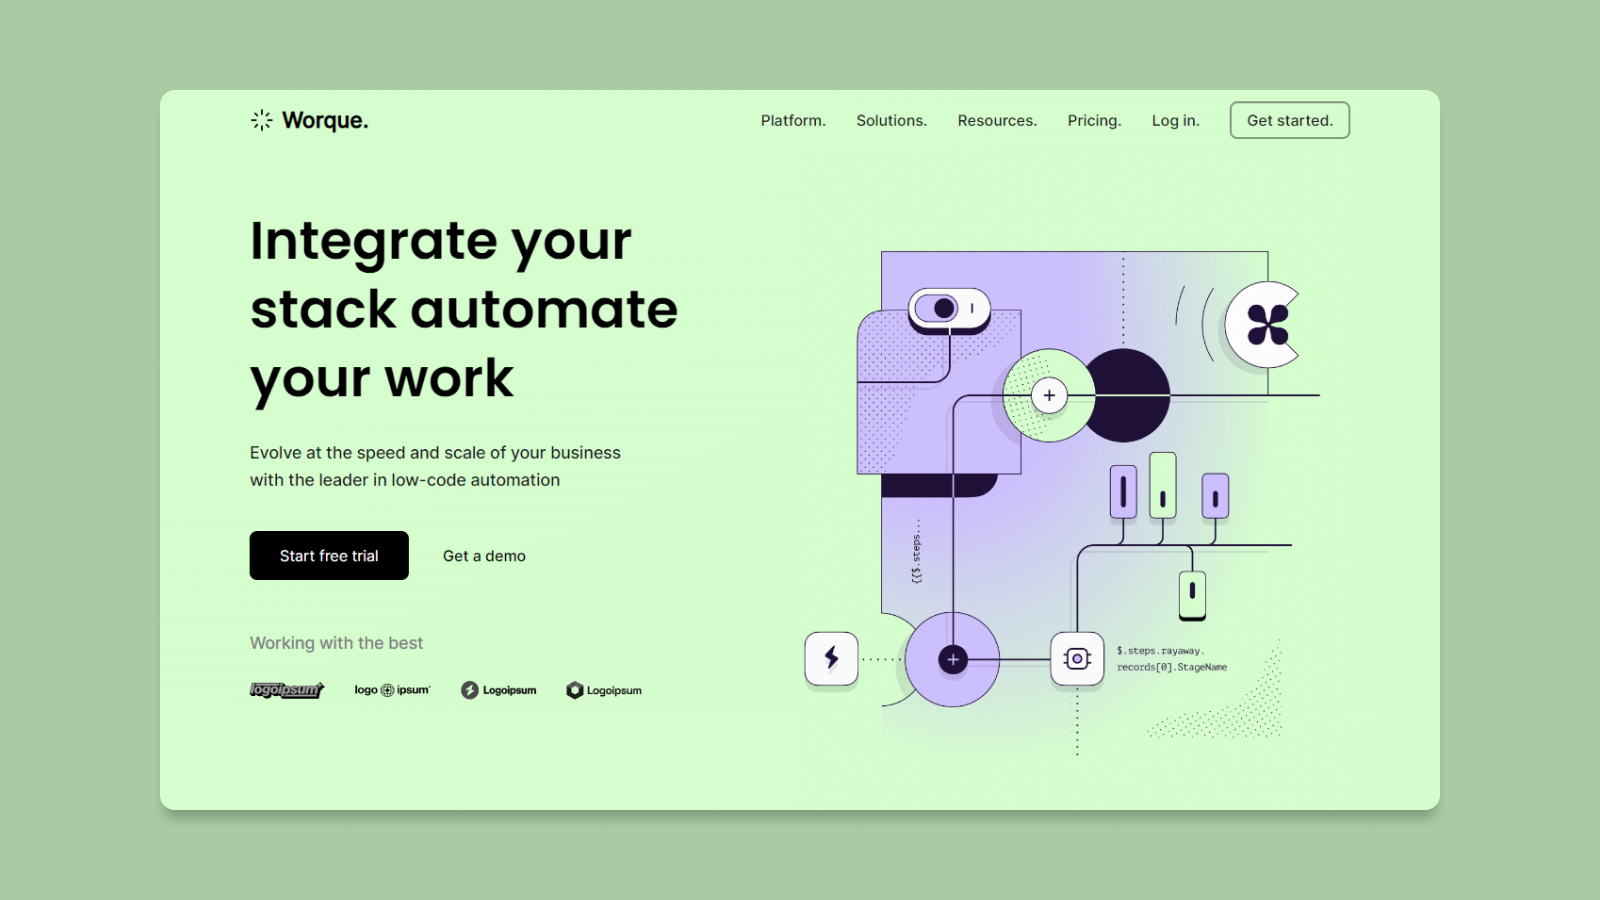 Worque.
Platform. Solutions. Resources. Pricing. Log in. Get started.
Integrate your
stack automate
your work
Evolve at the speed and scale of your business
with the leader in low-code automation
Start free trial Get a demo
Working with the best
logoipsum logo ipsum Logoipsum Logoipsum
{{$.steps...
$.steps.rayaway.
records[0].StageName